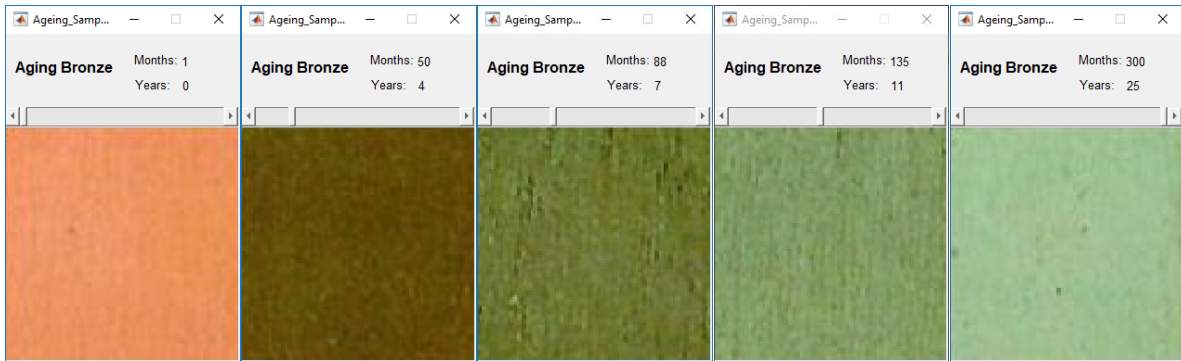 Ageing_Samp...
Aging Bronze
Months: 1
Years: 0
Ageing_Samp...
Aging Bronze
Months: 50
Years: 4
Ageing_Samp...
Aging Bronze
Months: 88
Years: 7
Ageing_Samp...
Aging Bronze
Months: 135
Years: 11
Ageing_Samp...
Aging Bronze
Months: 300
Years: 25